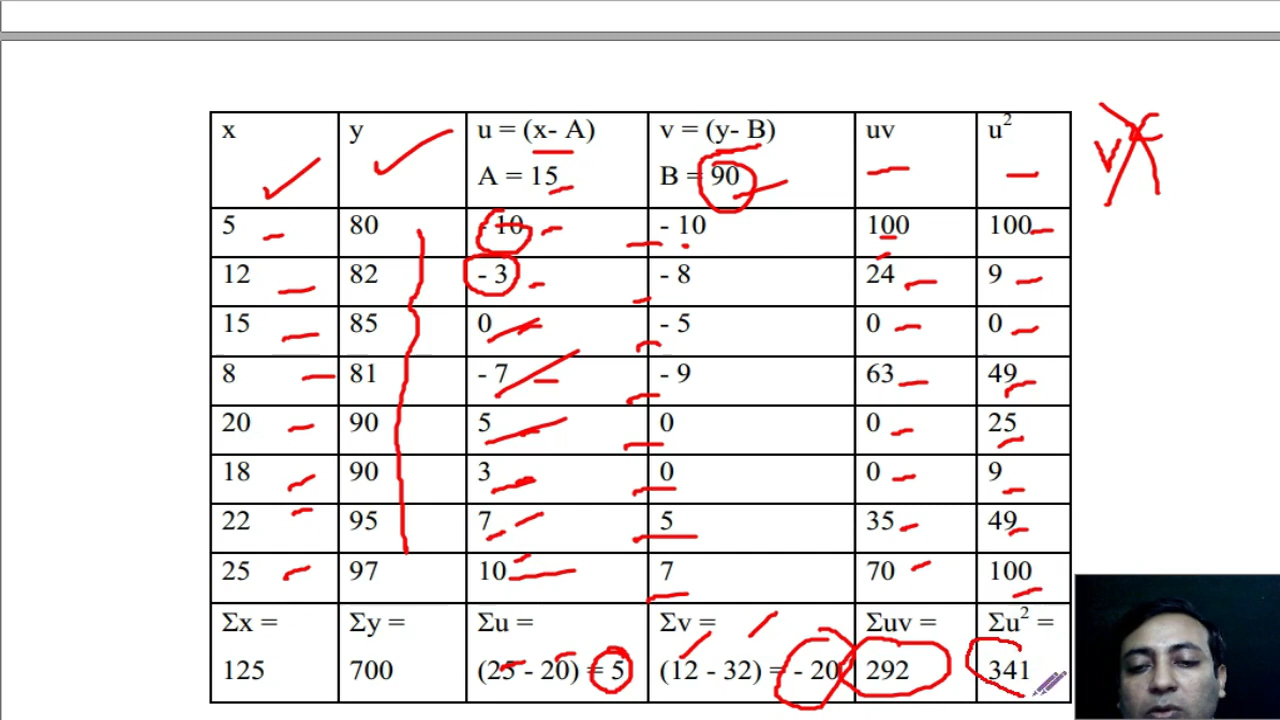 x y u = (x- A) v = (y- B) uv u²
A = 15 B = 90
5 80 - 10 - 10 100 100
12 82 - 3 - 8 24 9
15 85 0 - 5 0 0
8 81 - 7 - 9 63 49
20 90 5 0 0 25
18 90 3 0 0 9
22 95 7 5 35 49
25 97 10 7 70 100
Σx = Σy = Σu = Σv = Σuv = Σu² =
125 700 (25 - 20) = 5 (12 - 32) = - 20 292 341